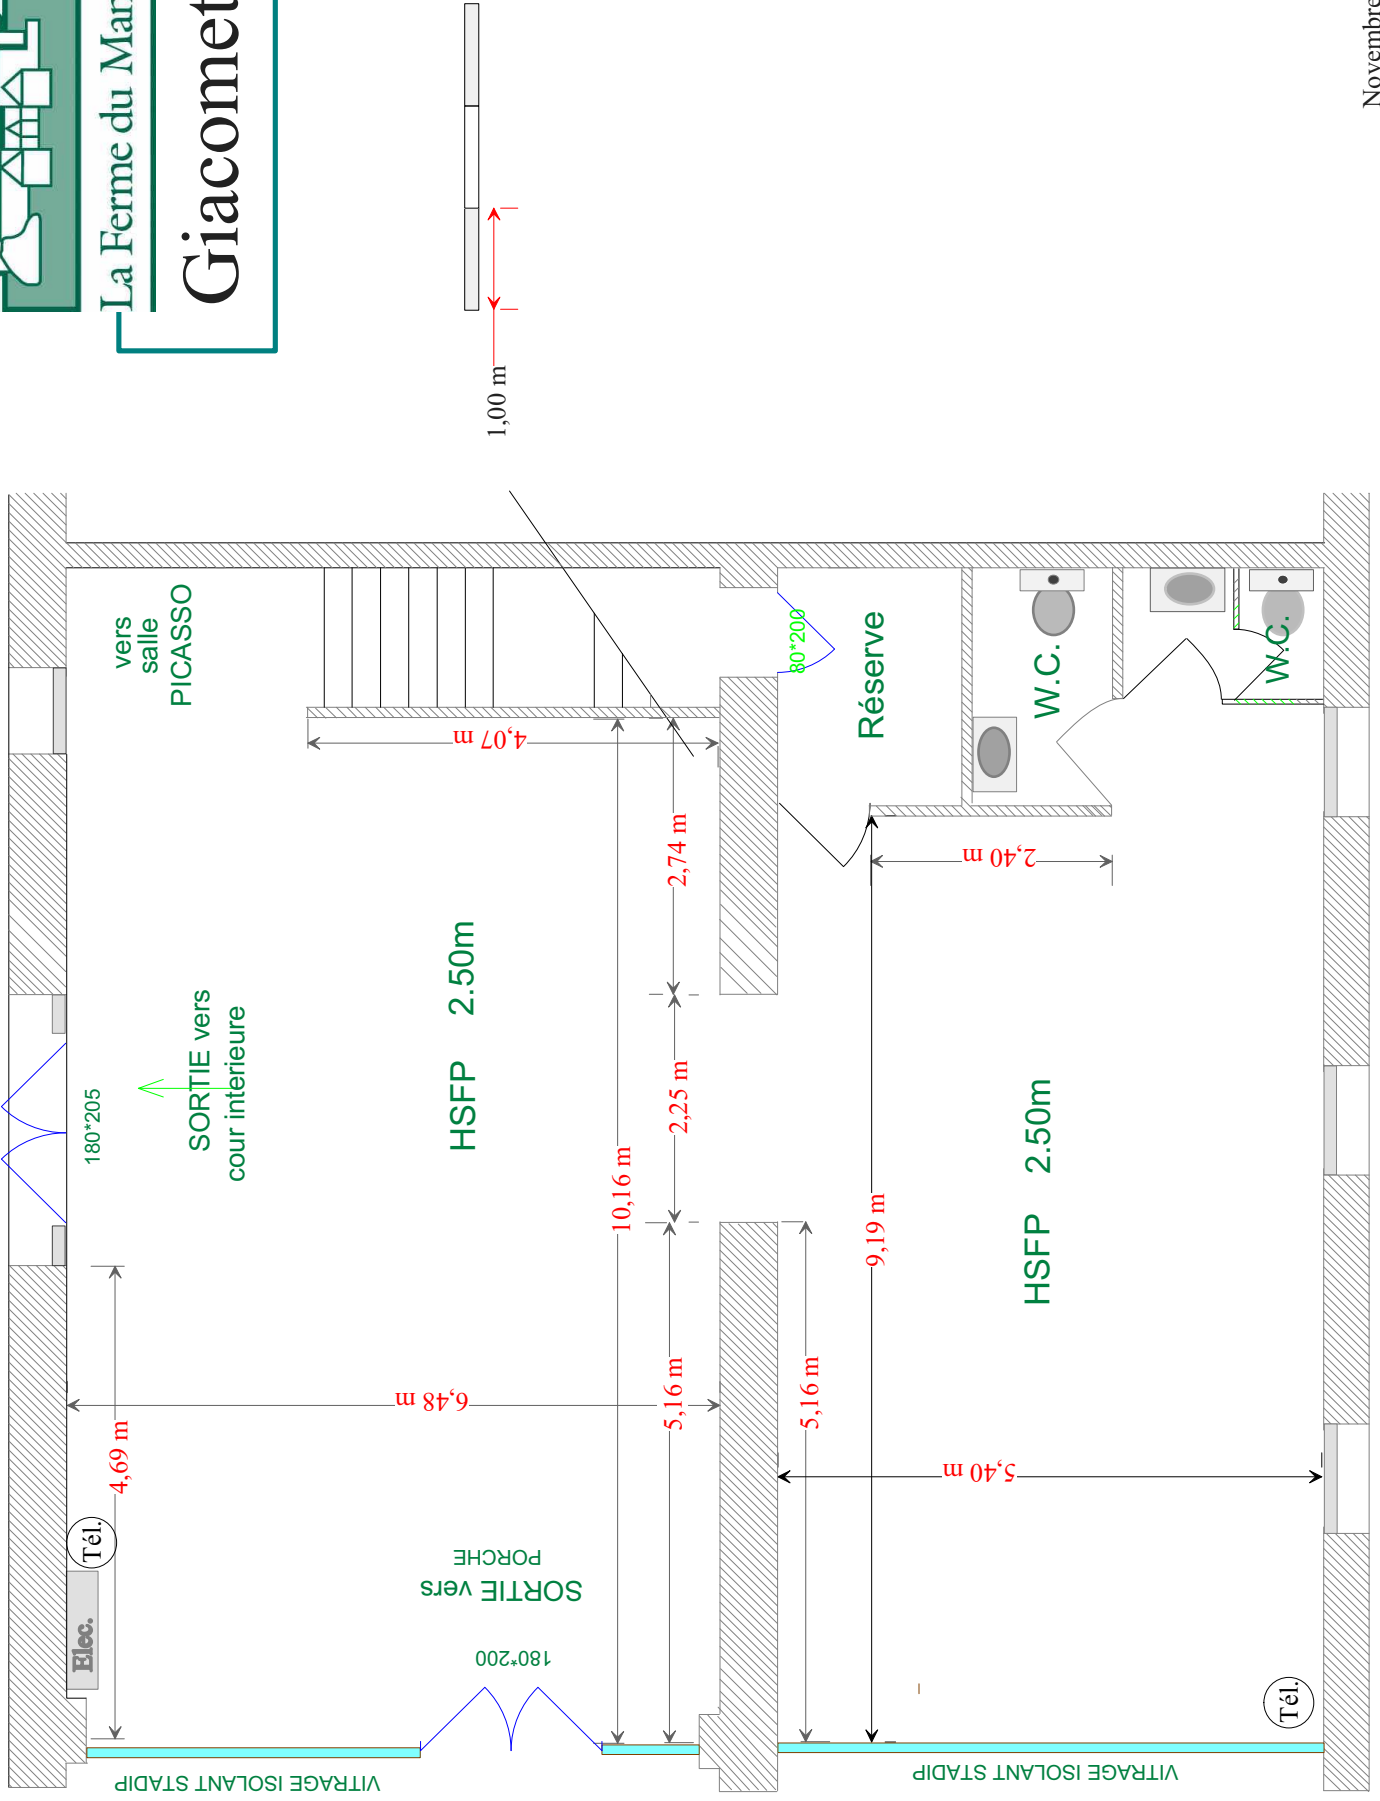 La Ferme du Man
Giacomet
1,00 m
Novembre
vers
salle
PICASSO
4,07 m
80*200
Réserve
W.C.
W.C.
2,74 m
2,40 m
SORTIE vers
cour interieure
180*205
HSFP 2.50m
2,25 m
10,16 m
9,19 m
HSFP 2.50m
6,48 m
4,69 m
5,16 m
5,16 m
5,40 m
Tél.
Elec.
SORTIE vers
PORCHE
180*200
Tél.
VITRAGE ISOLANT STADIP
VITRAGE ISOLANT STADIP